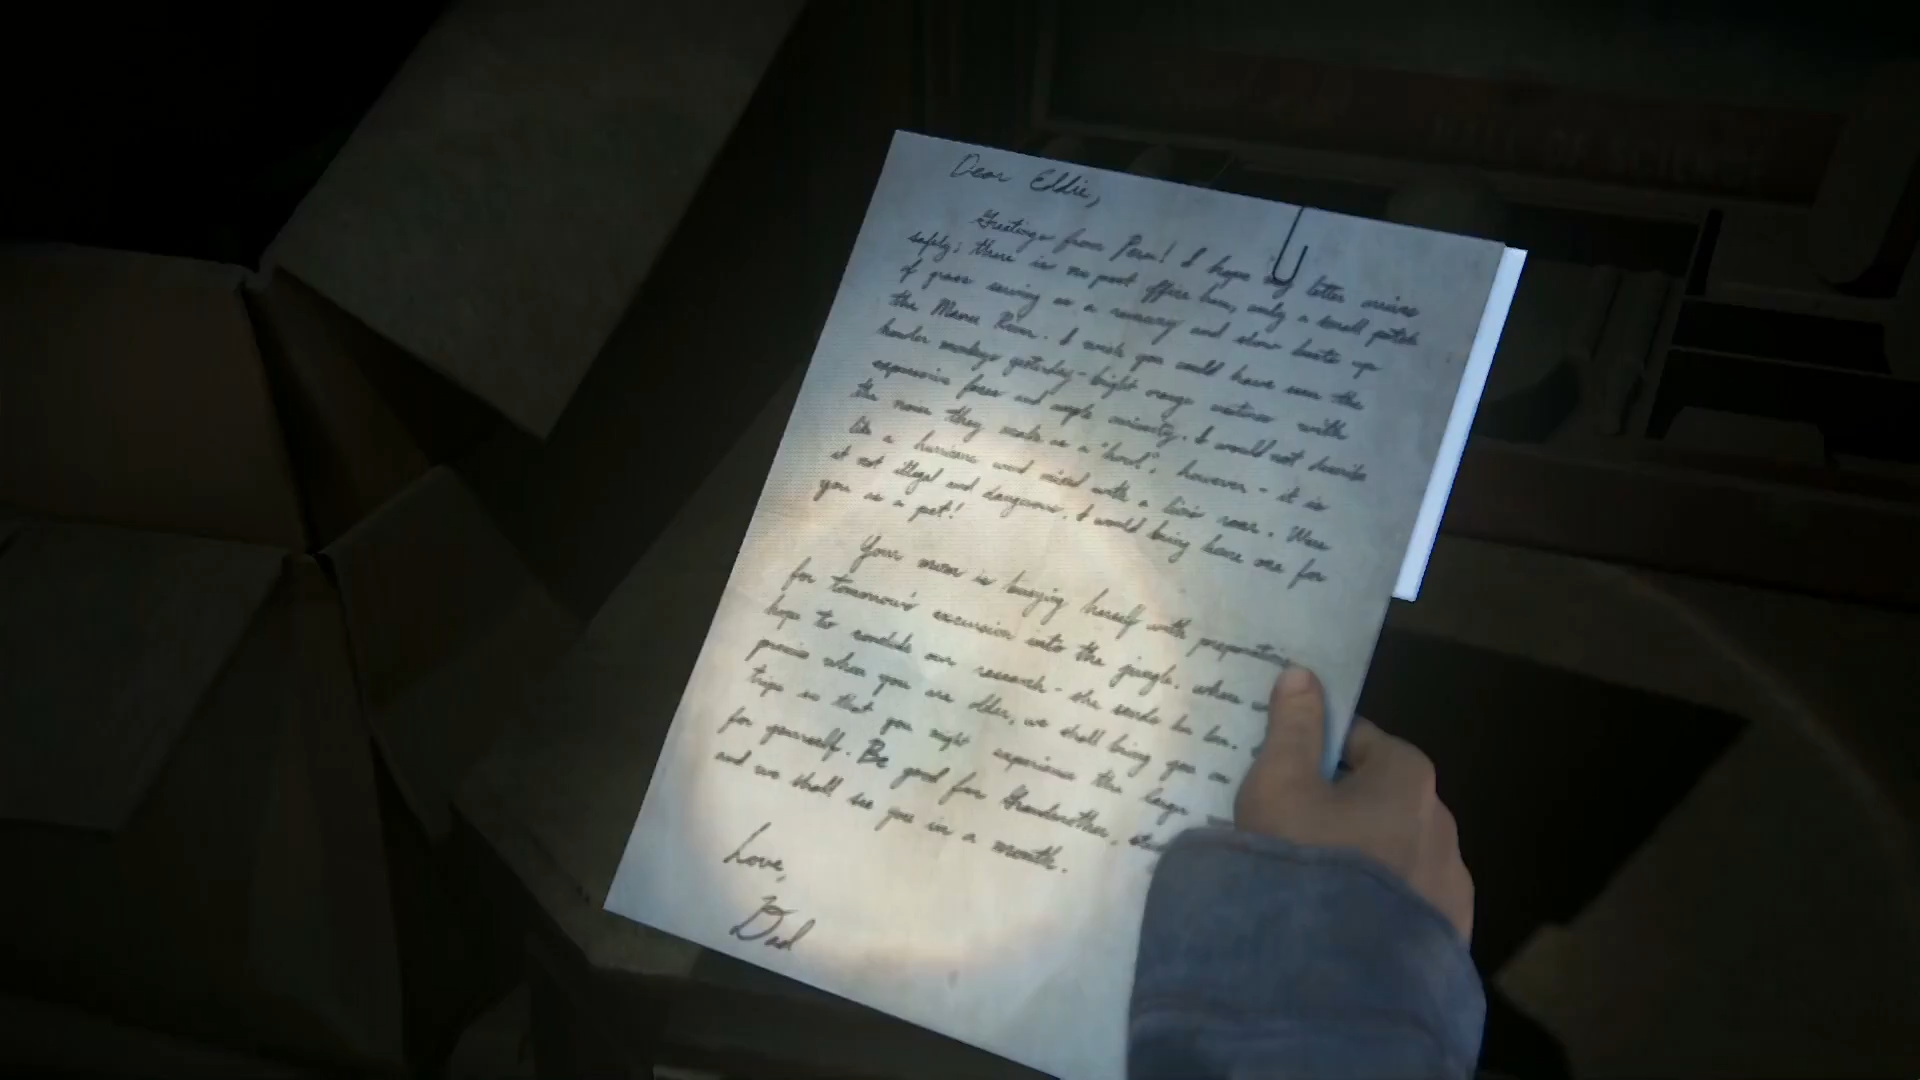 Dear Eddie,
Greetings from Peru! I hope my letter arrives
safely; there is no post office here, only a small patch
of grass serving as a runway and slow boats up
the Manu River. I wish you could have seen the
howler monkeys yesterday - bright orange creatures with
expressive faces and ample curiosity. I would not describe
the noise they make as a "howl", however - it is
like a hurricane wind mixed with a lion's roar. Were
it not illegal and dangerous, I would bring home one for
you as a pet!
Your mum is busying herself with preparations
for tomorrow's excursion into the jungle, where
hope to conclude our research - she sends her love.
promise when you are older, we shall bring you on
trips so that you might experience the
for yourself. Be good for Grandmother,
and we shall see you in a month.
Love,
Dad